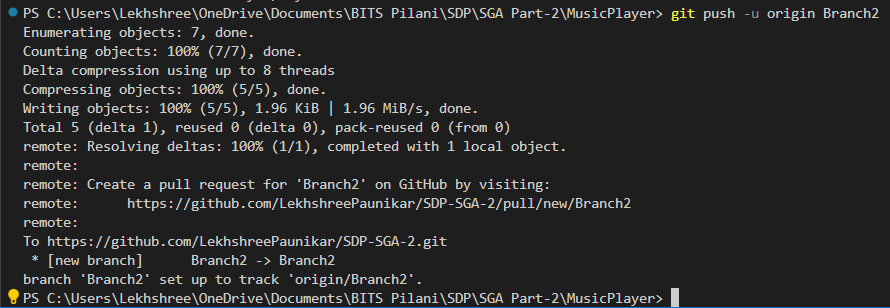 PS C:\Users\Lekhshree\OneDrive\Documents\BITS Pilani\SDP\SGA Part-2\MusicPlayer> git push -u origin Branch2
Enumerating objects: 7, done.
Counting objects: 100% (7/7), done.
Delta compression using up to 8 threads
Compressing objects: 100% (5/5), done.
Writing objects: 100% (5/5), 1.96 KiB | 1.96 MiB/s, done.
Total 5 (delta 1), reused 0 (delta 0), pack-reused 0 (from 0)
remote: Resolving deltas: 100% (1/1), completed with 1 local object.
remote:
remote: Create a pull request for 'Branch2' on GitHub by visiting:
remote:      https://github.com/LekhshreePaunikar/SDP-SGA-2/pull/new/Branch2
remote:
To https://github.com/LekhshreePaunikar/SDP-SGA-2.git
 * [new branch]      Branch2 -> Branch2
branch 'Branch2' set up to track 'origin/Branch2'.
PS C:\Users\Lekhshree\OneDrive\Documents\BITS Pilani\SDP\SGA Part-2\MusicPlayer>